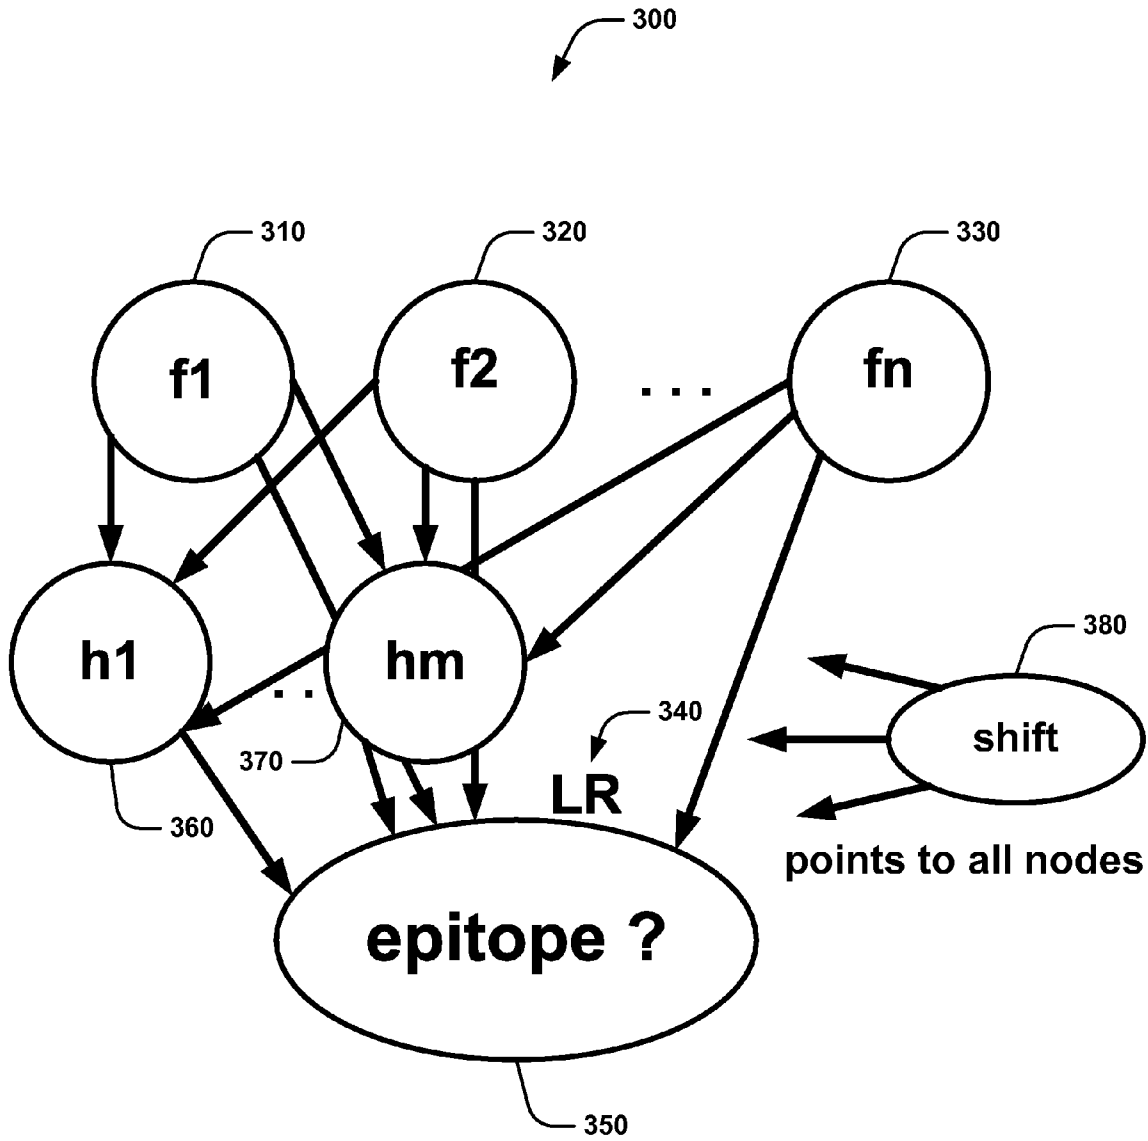 300
310
320
330
f1
f2
. . .
fn
h1
. .
hm
380
shift
340
370
LR
360
points to all nodes
epitope ?
350